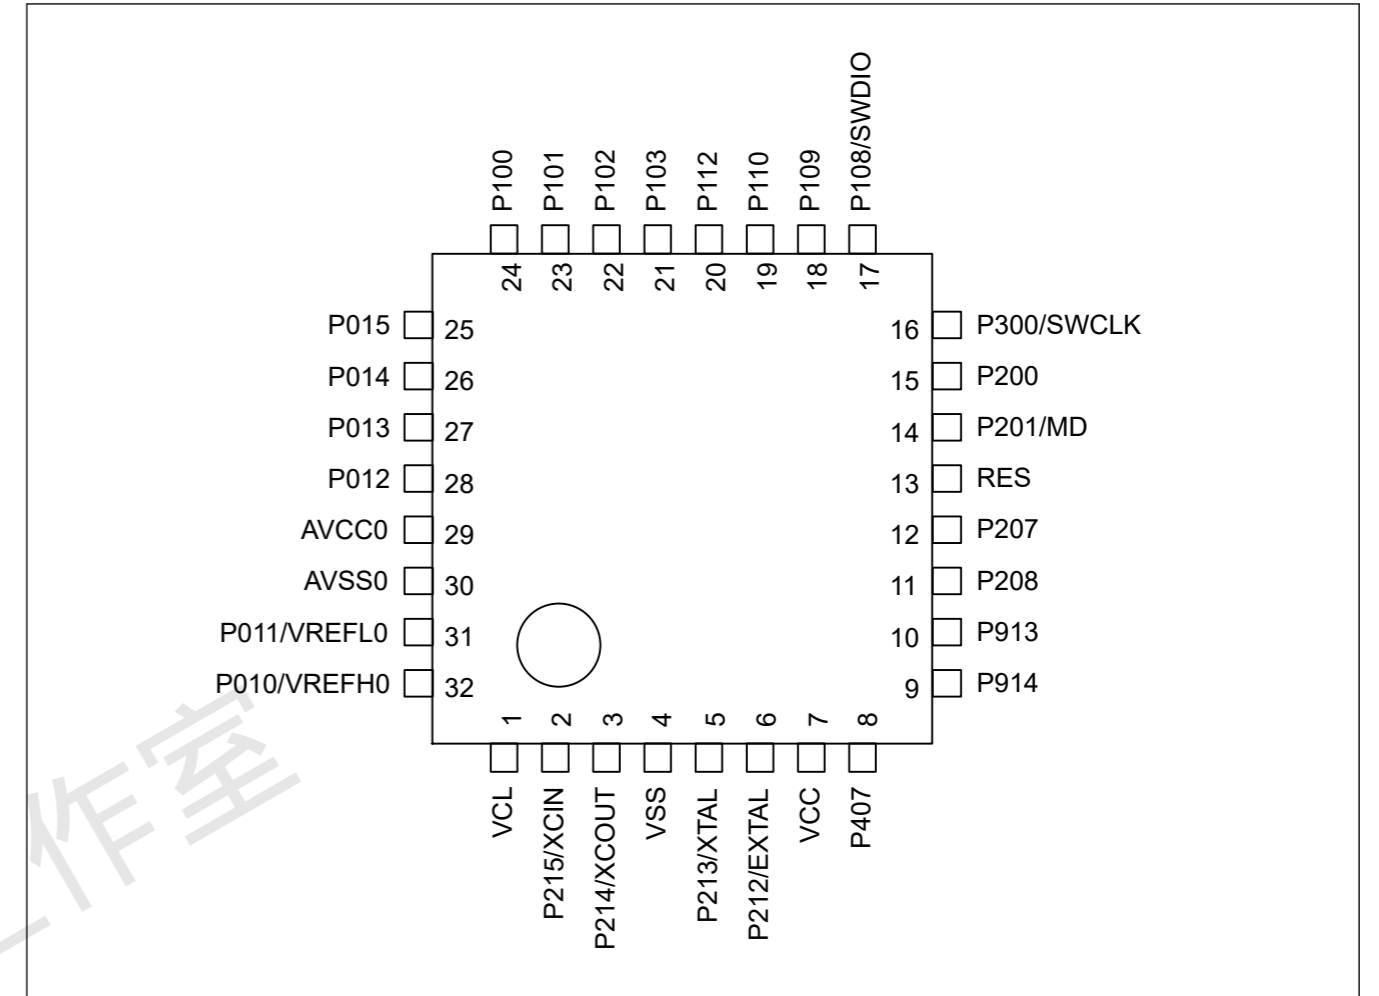 P100
P101
P102
P103
P112
P110
P109
P108/SWDIO
24
23
22
21
20
19
18
17
P015 25
P014 26
P013 27
P012 28
AVCC0 29
AVSS0 30
P011/VREFL0 31
P010/VREFH0 32
16 P300/SWCLK
15 P200
14 P201/MD
13 RES
12 P207
11 P208
10 P913
9 P914
1
2
3
4
5
6
7
8
VCL
P215/XCIN
P214/XCOUT
VSS
P213/XTAL
P212/EXTAL
VCC
P407
作室